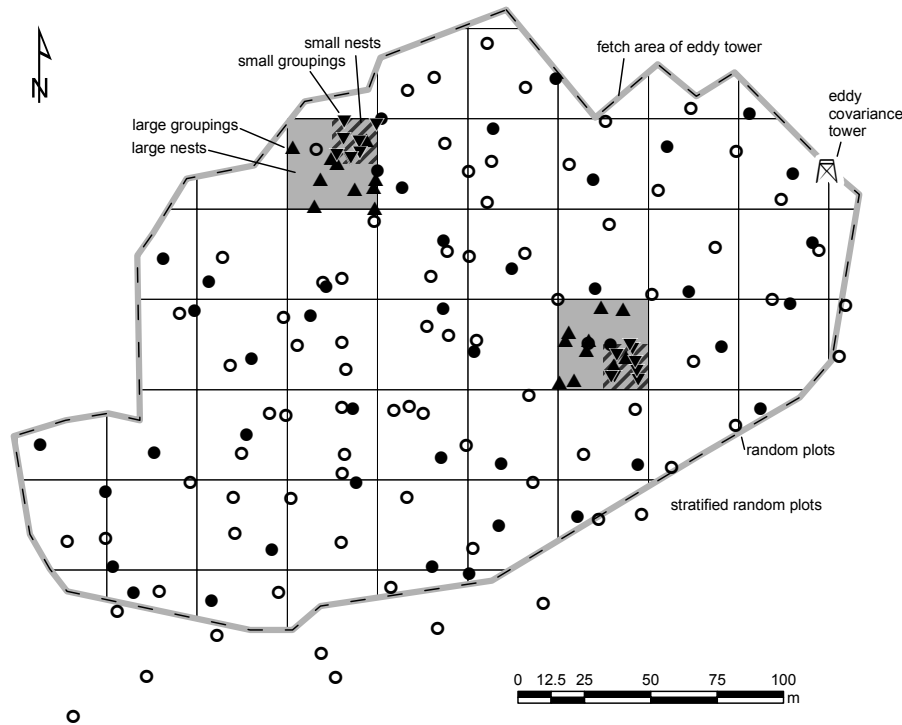 small nests
small groupings
fetch area of eddy tower
eddy
covariance
tower
large groupings
large nests
N
random plots
stratified random plots
0 12.5 25 50 75 100
m